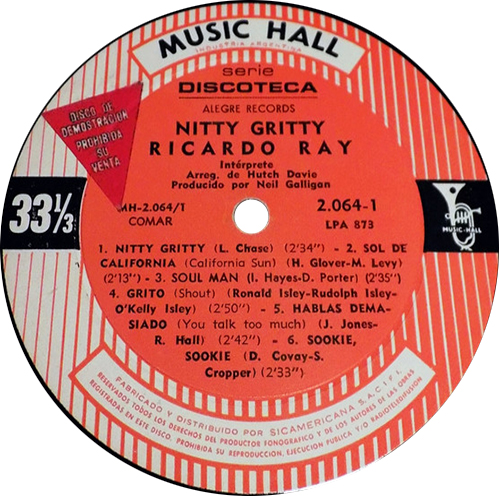 MUSIC HALL
INDUSTRIA ARGENTINA
serie
DISCOTECA
ALEGRE RECORDS
NITTY GRITTY
RICARDO RAY
Intérprete
Arreg. de Hutch Davie
Producido por Neil Galligan
DISCO DE
DEMOSTRACION
PROHIBIDA
SU
VENTA
33 1/3
MH-2.064/1
COMAR
2.064-1
LPA 873
MUSIC-HALL
1. NITTY GRITTY (L. Chase) (2'34") - 2. SOL DE
CALIFORNIA (California Sun) (H. Glover-M. Levy)
(2'13") - 3. SOUL MAN (I. Hayes-D. Porter) (2'35")
4. GRITO (Shout) (Ronald Isley-Rudolph Isley-
O'Kelly Isley) (2'50") - 5. HABLAS DEMA-
SIADO (You talk too much) (J. Jones-
R. Hall) (2'42") - 6. SOOKIE,
SOOKIE (D. Covay-S.
Cropper) (2'33")
FABRICADO Y DISTRIBUIDO POR SICAMERICANA S.A.C.I.F.I.
RESERVADOS TODOS LOS DERECHOS DEL PRODUCTOR FONOGRAFICO Y DE LOS AUTORES DE LAS OBRAS
REGISTRADAS EN ESTE DISCO. PROHIBIDA SU REPRODUCCION, EJECUCION PUBLICA Y/O RADIOTELEDIFUSION